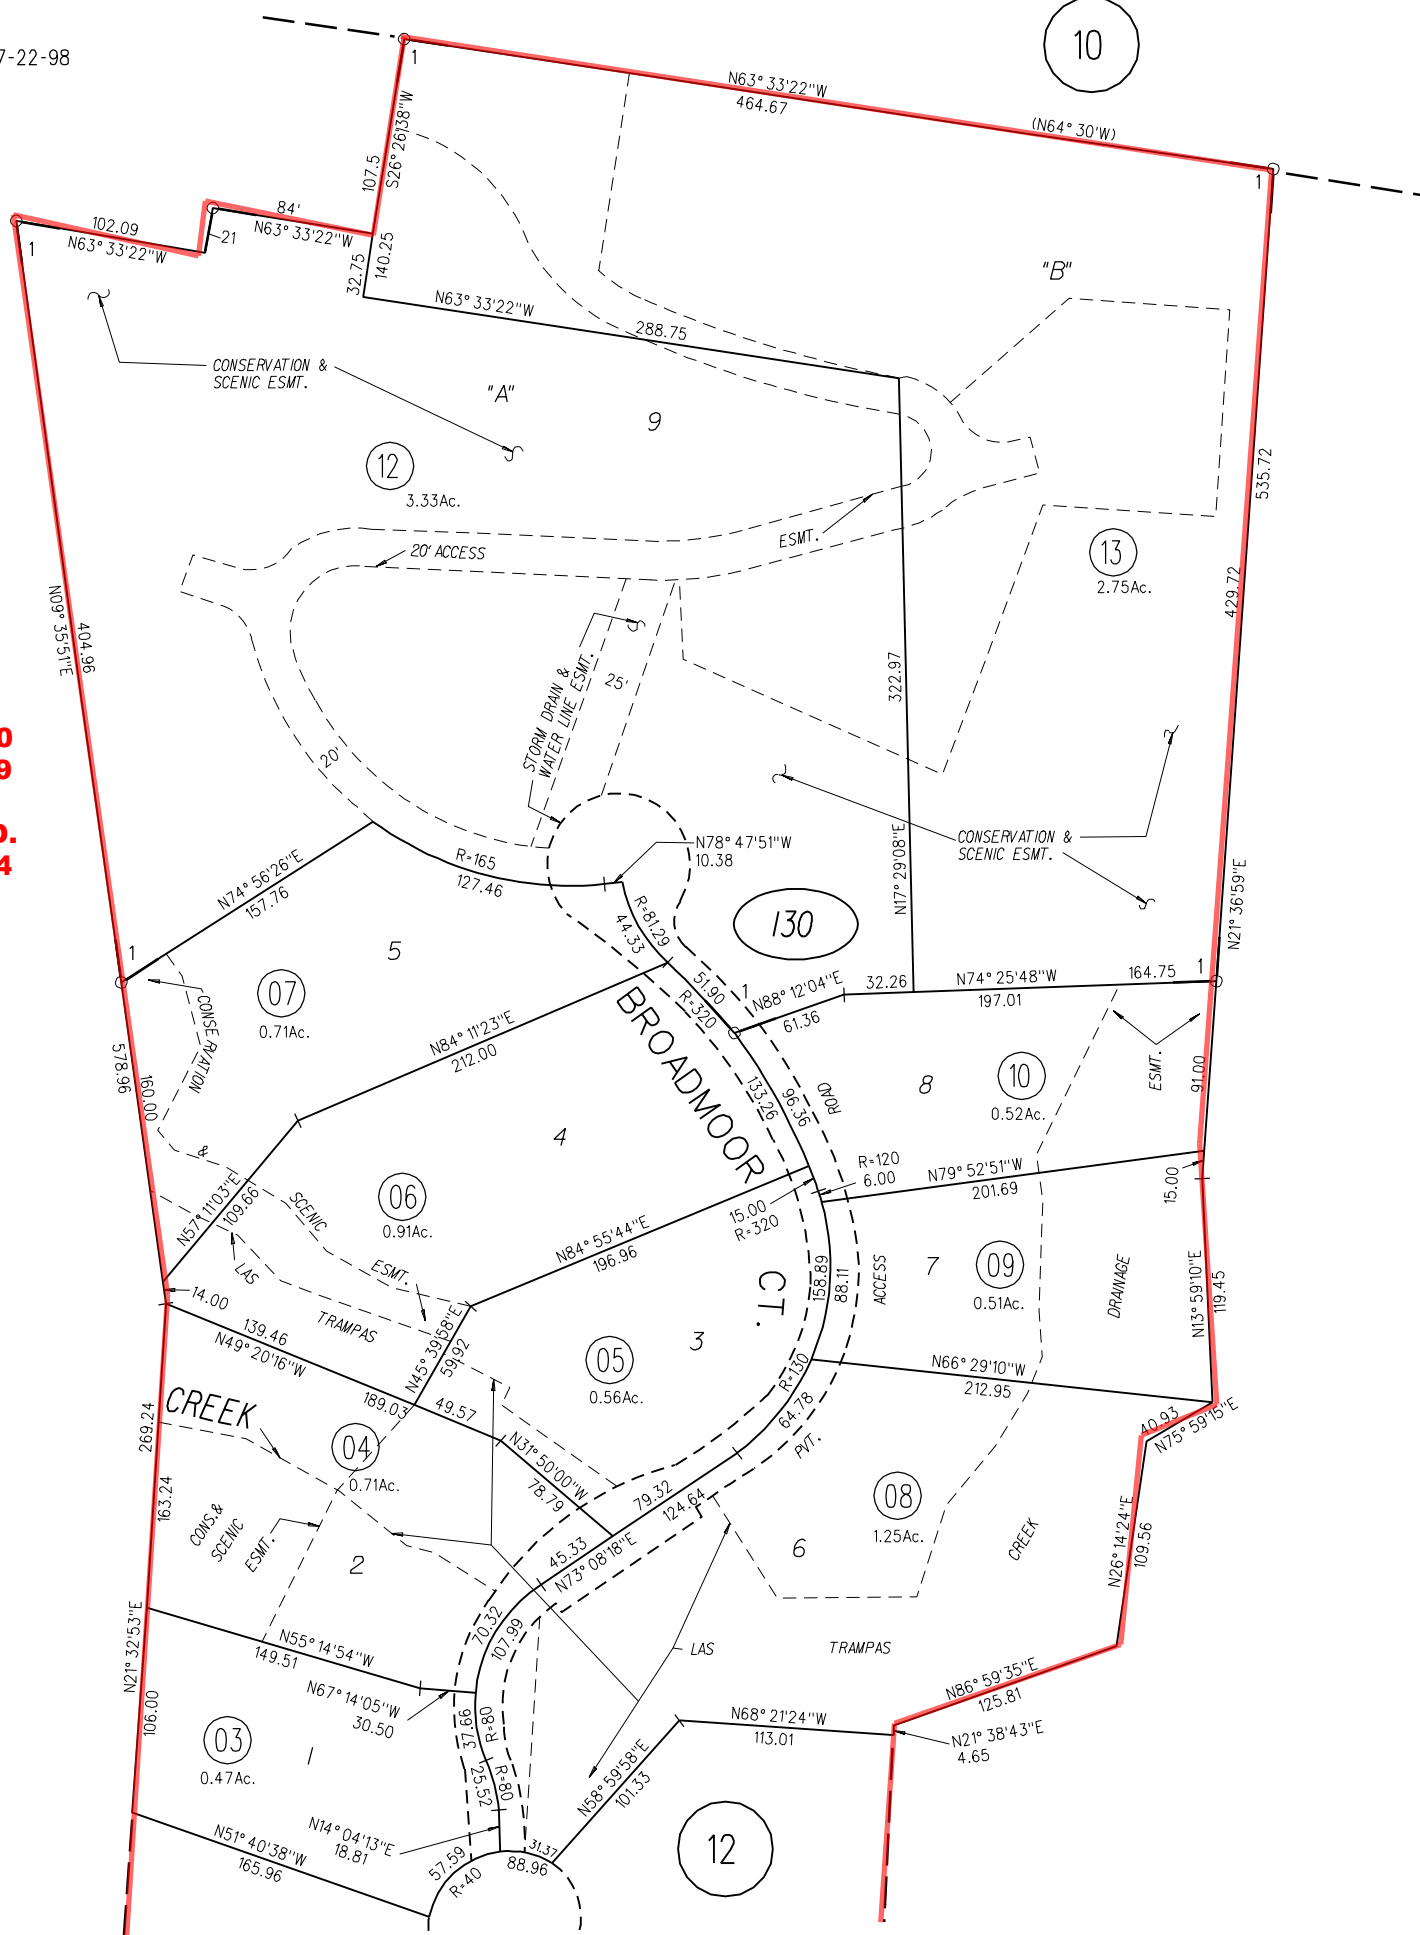 7-22-98
10
1
N63° 33'22"W
464.67
(N64° 30'W)
1
107.5
S26° 26'38"W
102.09
N63° 33'22"W
1
84'
N63° 33'22"W
21
32.75
140.25
N63° 33'22"W
288.75
"B"
CONSERVATION &
SCENIC ESMT.
"A"
9
12
3.33Ac.
20' ACCESS
ESMT.
13
2.75Ac.
535.72
429.72
N09° 35'51"E
404.96
STORM DRAIN &
WATER LINE ESMT.
25'
20'
322.97
N17° 29'08"E
0
9
4
CONSERVATION &
SCENIC ESMT.
N21° 36'59"E
N78° 47'51"W
10.38
R=165
127.46
N74° 56'26"E
157.76
1
R=81.29
44.33
130
5
07
0.71Ac.
CONSERVATION
&
SCENIC
ESMT.
51.90
R=320
1
N88° 12'04"E
61.36
32.26
N74° 25'48"W
197.01
164.75
1
N84° 11'23"E
212.00
BROADMOOR
CT.
133.26
96.36
ROAD
8
10
0.52Ac.
ESMT.
91.00
578.96
160.00
4
06
0.91Ac.
N57° 11'03"E
109.66
R=120
6.00
N79° 52'51"W
201.69
15.00
15.00
R=320
N84° 55'44"E
196.96
LAS
TRAMPAS
14.00
139.46
N49° 20'16"W
189.03
N45° 39'58"E
59.92
158.89
88.11
ACCESS
7
09
0.51Ac.
DRAINAGE
N13° 59'10"E
119.45
3
05
0.56Ac.
R=130
64.78
PVT.
N66° 29'10"W
212.95
40.93
N75° 59'15"E
CREEK
49.57
N31° 50'00"W
78.79
04
0.71Ac.
269.24
163.24
CONS.&
SCENIC
ESMT.
2
79.32
124.64
45.33
N73° 08'18"E
6
08
1.25Ac.
CREEK
N26° 14'24"E
109.56
N21° 32'53"E
106.00
N55° 14'54"W
149.51
N67° 14'05"W
30.50
70.32
107.99
LAS
TRAMPAS
N86° 59'35"E
125.81
N21° 38'43"E
4.65
03
0.47Ac.
1
37.66
R=80
25.52
R=80
N68° 21'24"W
113.01
N58° 59'58"E
101.33
N14° 04'13"E
18.81
N51° 40'38"W
165.96
57.59
R=40
88.96
31.37
12